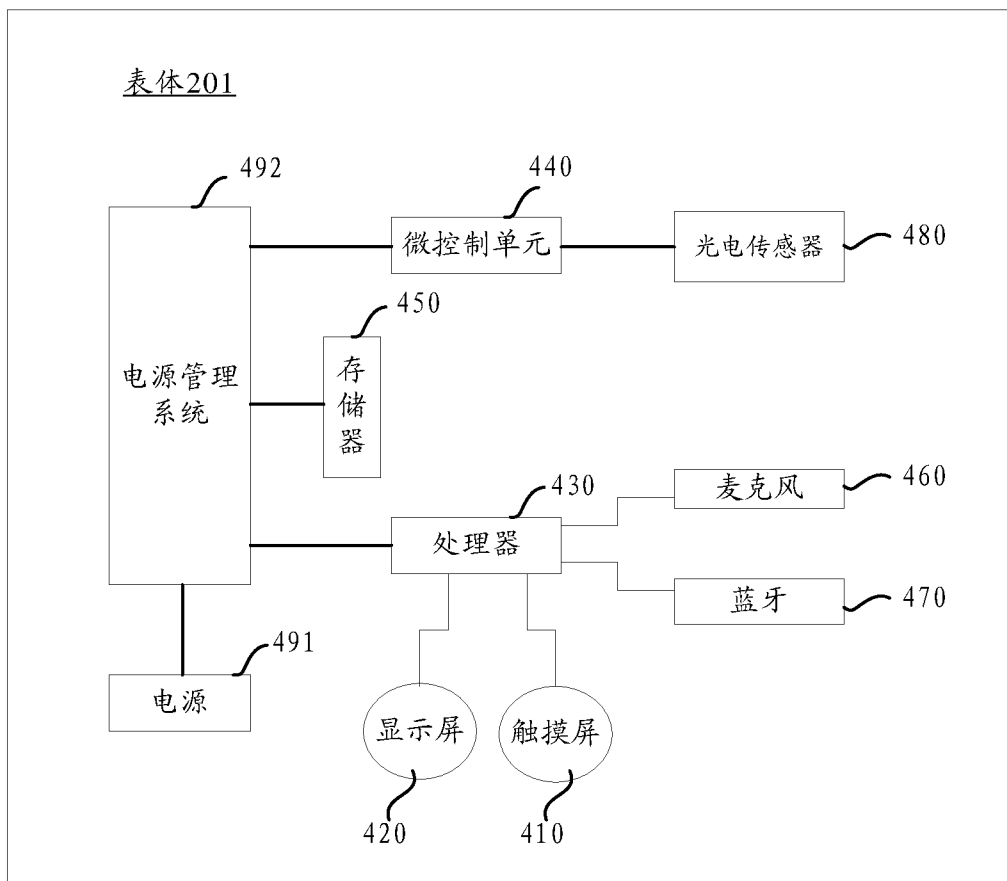 表体201
492
440
微控制单元
光电传感器
480
450
存储器
电源管理
系统
430
处理器
麦克风
460
蓝牙
470
491
电源
显示屏
触摸屏
420
410